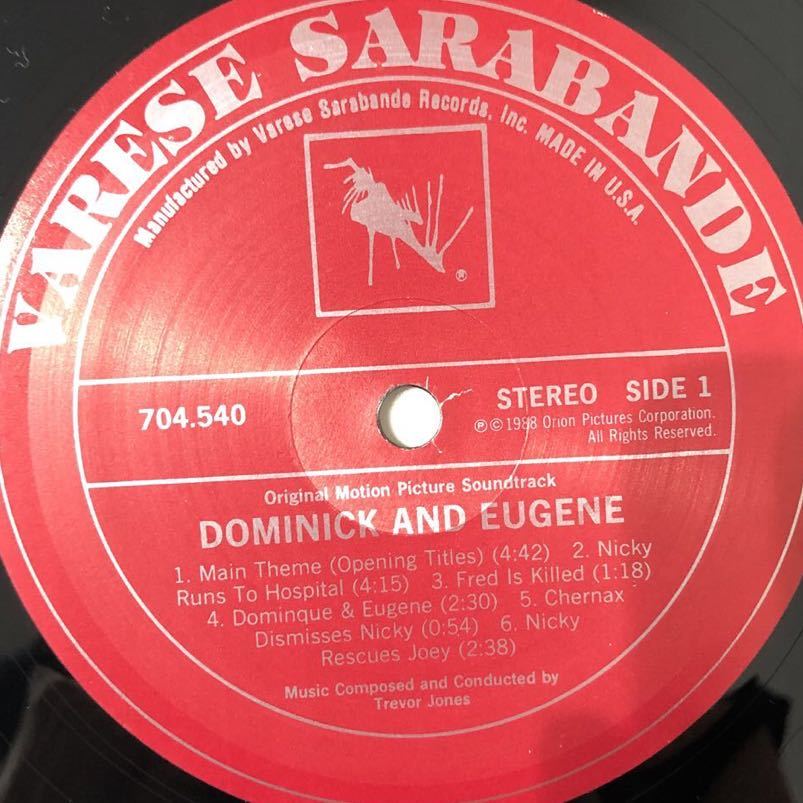 VARESE SARABANDE
Manufactured by Varese Sarabande Records, Inc. MADE IN U.S.A.
®
704.540
STEREO SIDE 1
℗ © 1988 Orion Pictures Corporation.
All Rights Reserved.
Original Motion Picture Soundtrack
DOMINICK AND EUGENE
1. Main Theme (Opening Titles) (4:42) 2. Nicky
Runs To Hospital (4:15) 3. Fred Is Killed (1:18)
4. Dominque & Eugene (2:30) 5. Chernax
Dismisses Nicky (0:54) 6. Nicky
Rescues Joey (2:38)
Music Composed and Conducted by
Trevor Jones